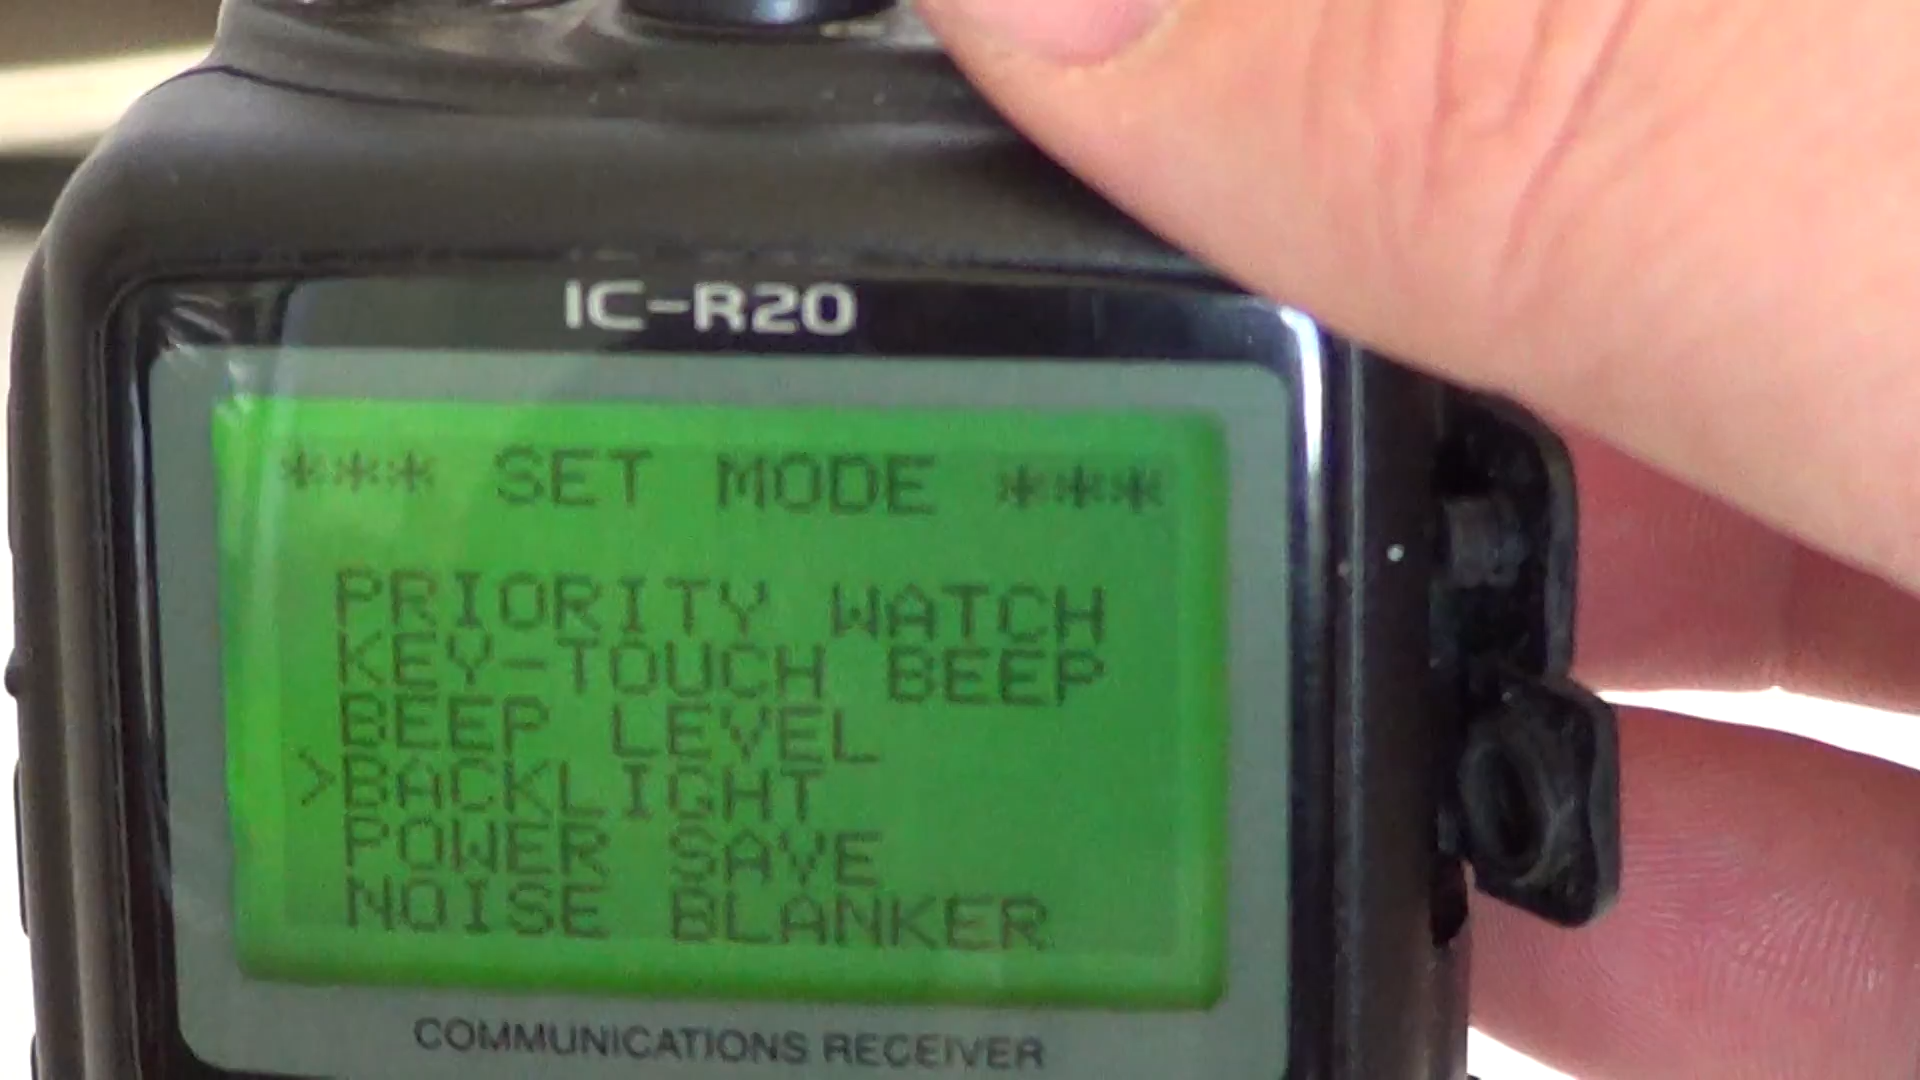 IC-R20
*** SET MODE ***
PRIORITY WATCH
KEY-TOUCH BEEP
BEEP LEVEL
>BACKLIGHT
POWER SAVE
NOISE BLANKER
COMMUNICATIONS RECEIVER